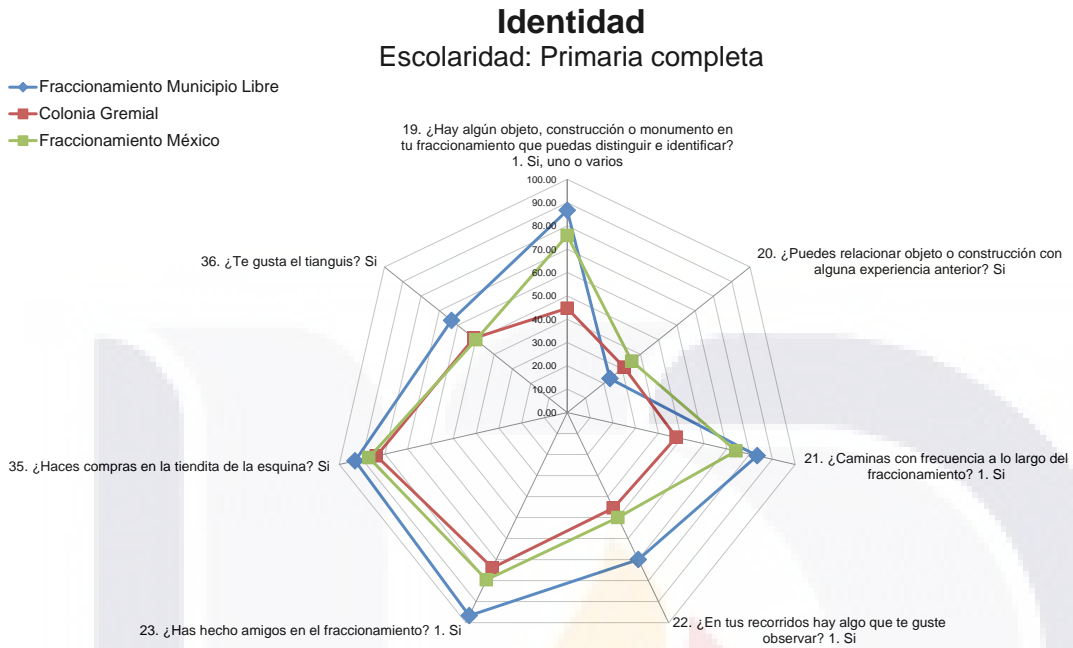 Identidad
Escolaridad: Primaria completa
Fraccionamiento Municipio Libre
Colonia Gremial
Fraccionamiento México
19. ¿Hay algún objeto, construcción o monumento en
tu fraccionamiento que puedas distinguir e identificar?
1. Si, uno o varios
100.00
90.00
80.00
70.00
60.00
50.00
40.00
30.00
20.00
10.00
0.00
20. ¿Puedes relacionar objeto o construcción con
alguna experiencia anterior? Si
21. ¿Caminas con frecuencia a lo largo del
fraccionamiento? 1. Si
22. ¿En tus recorridos hay algo que te guste
observar? 1. Si
23. ¿Has hecho amigos en el fraccionamiento? 1. Si
35. ¿Haces compras en la tiendita de la esquina? Si
36. ¿Te gusta el tianguis? Si